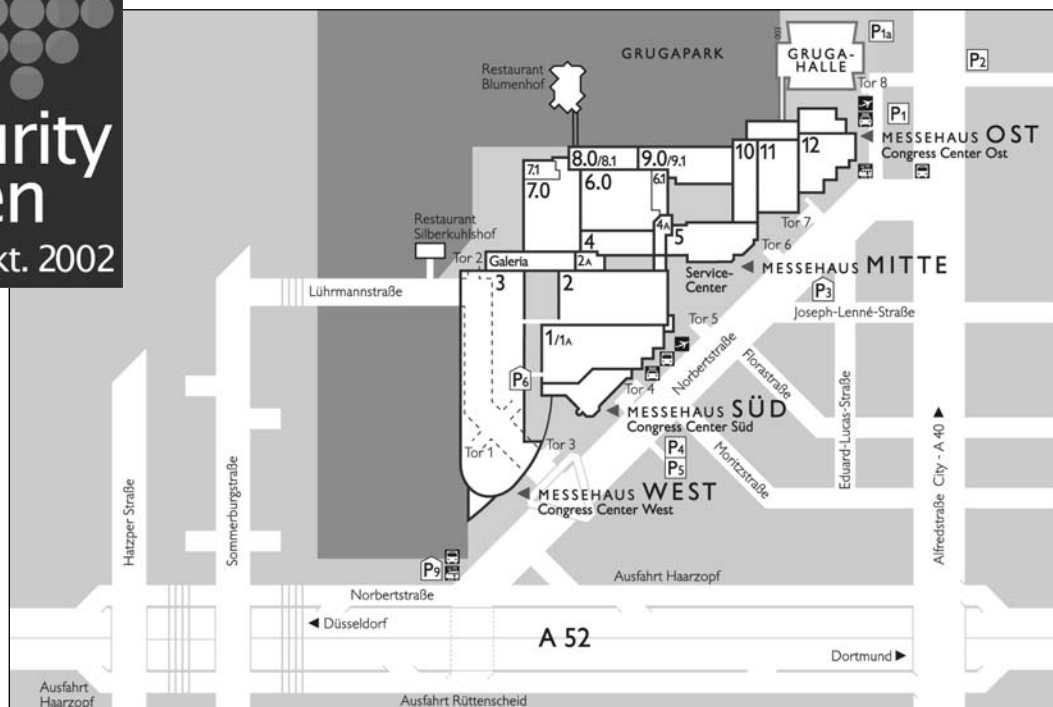 urity
en
kt. 2002
GRUGAPARK
GRUGA-
HALLE
P1a
P2
Tor 8
P1
Restaurant
Blumenhof
MESSEHAUS OST
Congress Center Ost
10
11
12
8.0/8.1
9.0/9.1
7.1
7.0
6.0
6.1
4A
5
4
Tor 7
Tor 6
Restaurant
Silberkuhlshof
Tor 2
Galeria
2A
Service-
Center
MESSEHAUS MITTE
P3
Lührmannstraße
3
2
Joseph-Lenné-Straße
Tor 5
1/1A
Norbertstraße
Florastraße
Eduard-Lucas-Straße
P6
Tor 4
MESSEHAUS SÜD
Congress Center Süd
P4
P5
Moritzstraße
Alfredstraße City - A 40
Tor 1
Tor 3
MESSEHAUS WEST
Congress Center West
Hatzper Straße
Sommerburgstraße
P9
Norbertstraße
Ausfahrt Haarzopf
Düsseldorf
A 52
Dortmund
Ausfahrt
Haarzopf
Ausfahrt Rüttenscheid